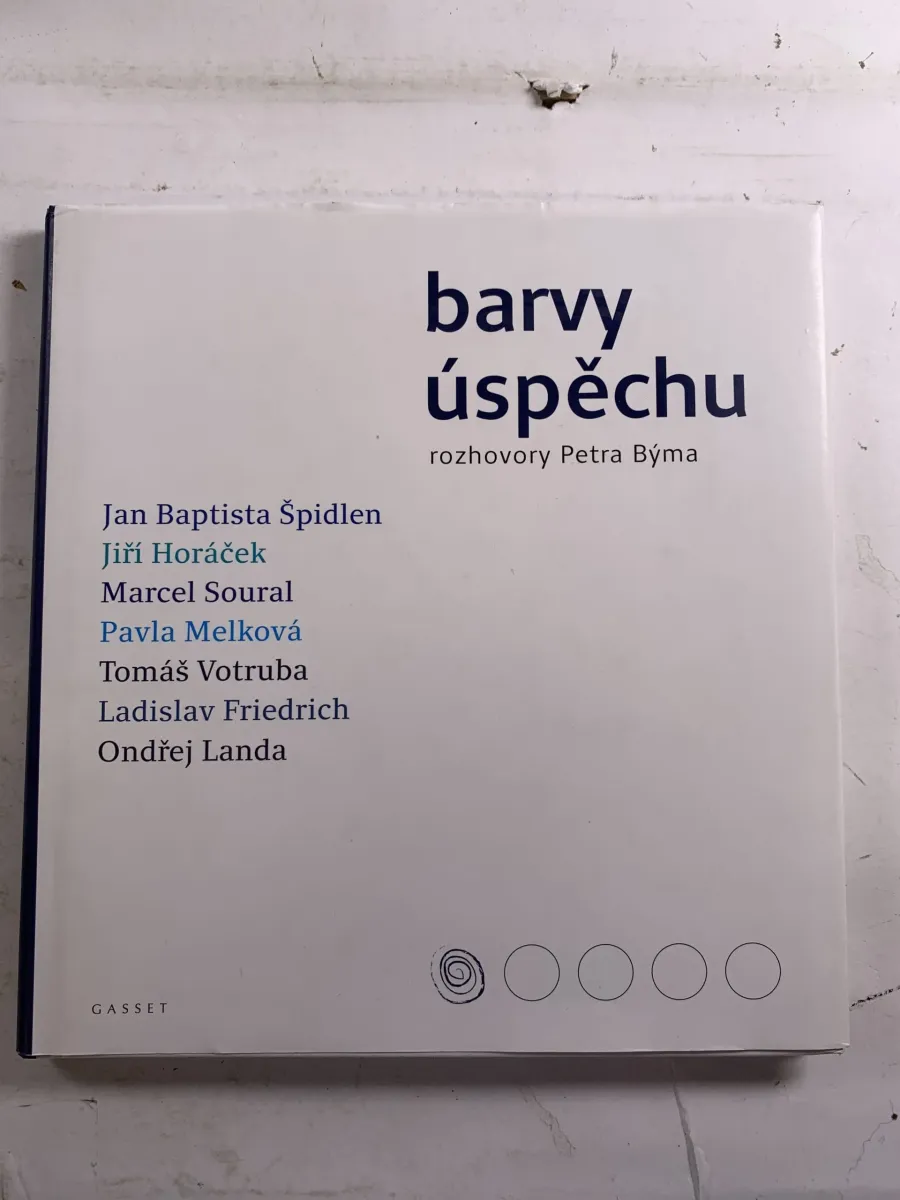 barvy
úspěchu
rozhovory Petra Býma
Jan Baptista Špidlen
Jiří Horáček
Marcel Soural
Pavla Melková
Tomáš Votruba
Ladislav Friedrich
Ondřej Landa
GASSET